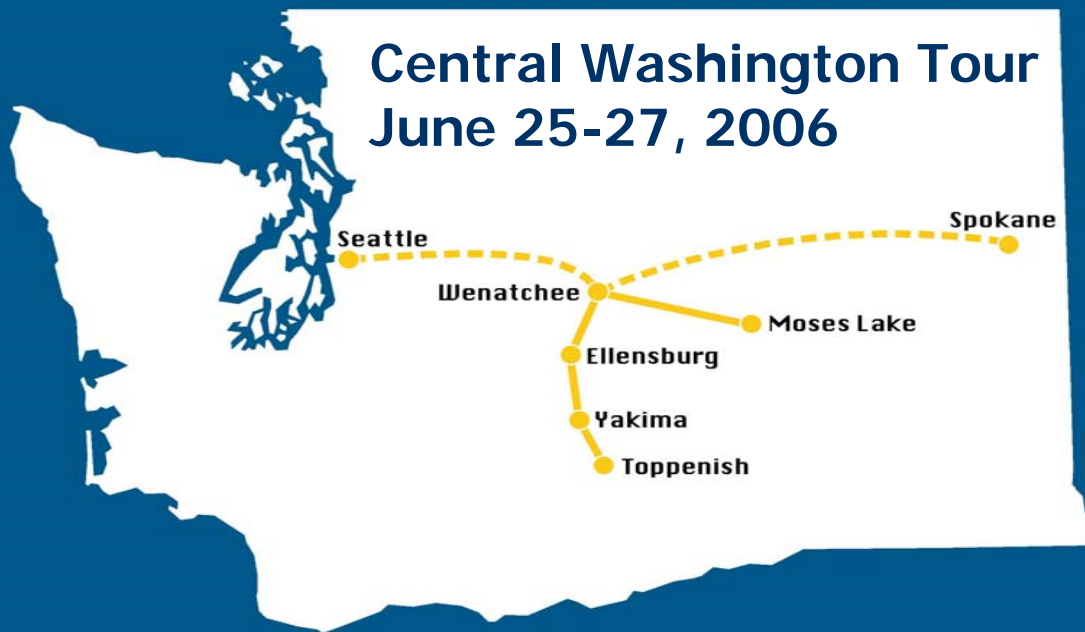 Central Washington Tour
June 25-27, 2006
Spokane
Seattle
Wenatchee
Moses Lake
Ellensburg
Yakima
Toppenish